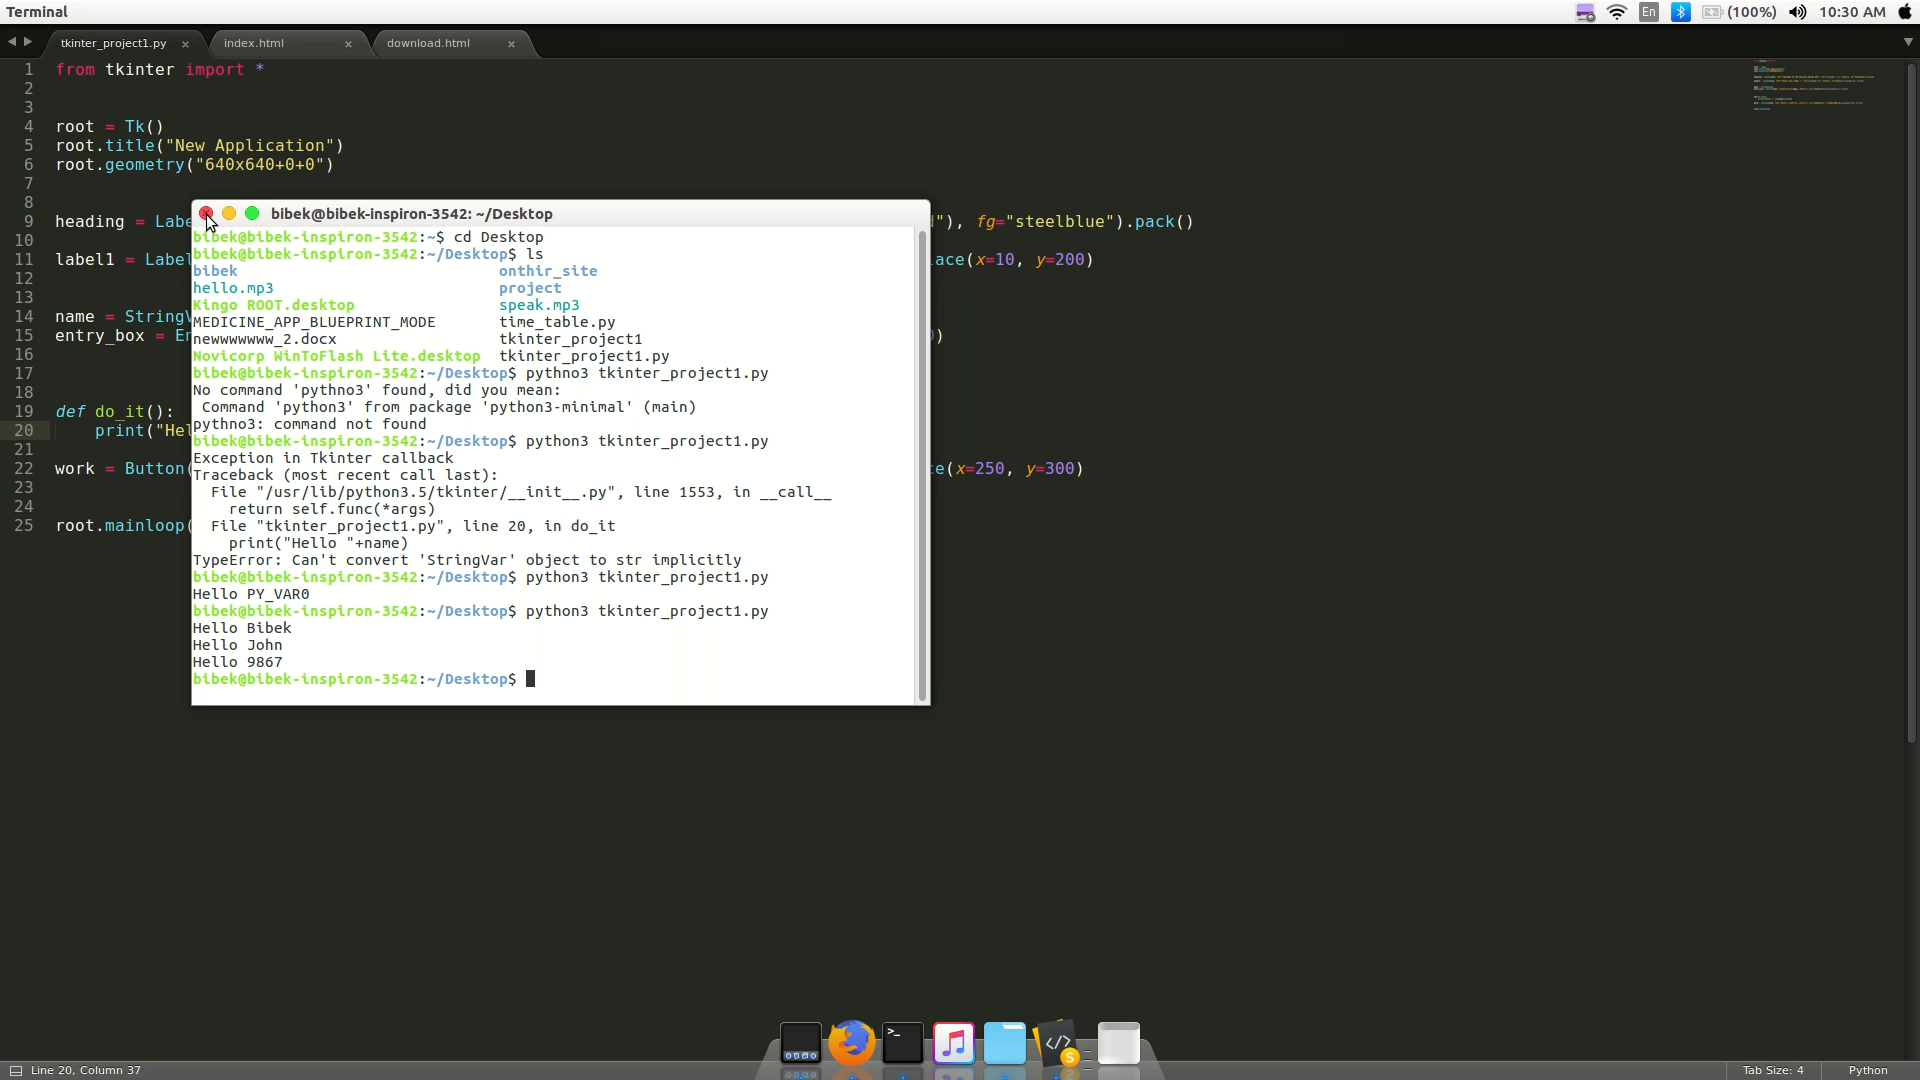 Terminal
En
(100%)
10:30 AM
tkinter_project1.py
index.html
download.html
1 from tkinter import *
2
3
4 root = Tk()
5 root.title("New Application")
6 root.geometry("640x640+0+0")
7
8
9 heading = Labe
"), fg="steelblue").pack()
10
11 label1 = Label
ace(x=10, y=200)
12
13
14 name = StringV
15 entry_box = En
)
16
17
18
19 def do_it():
20 print("Hel
21
22 work = Button(
e(x=250, y=300)
23
24
25 root.mainloop(
bibek@bibek-inspiron-3542: ~/Desktop
bibek@bibek-inspiron-3542:~$ cd Desktop
bibek@bibek-inspiron-3542:~/Desktop$ ls
bibek onthir_site
hello.mp3 project
Kingo ROOT.desktop speak.mp3
MEDICINE_APP_BLUEPRINT_MODE time_table.py
newwwwwww_2.docx tkinter_project1
Novicorp WinToFlash Lite.desktop tkinter_project1.py
bibek@bibek-inspiron-3542:~/Desktop$ pythno3 tkinter_project1.py
No command 'pythno3' found, did you mean:
Command 'python3' from package 'python3-minimal' (main)
pythno3: command not found
bibek@bibek-inspiron-3542:~/Desktop$ python3 tkinter_project1.py
Exception in Tkinter callback
Traceback (most recent call last):
File "/usr/lib/python3.5/tkinter/__init__.py", line 1553, in __call__
return self.func(*args)
File "tkinter_project1.py", line 20, in do_it
print("Hello "+name)
TypeError: Can't convert 'StringVar' object to str implicitly
bibek@bibek-inspiron-3542:~/Desktop$ python3 tkinter_project1.py
Hello PY_VAR0
bibek@bibek-inspiron-3542:~/Desktop$ python3 tkinter_project1.py
Hello Bibek
Hello John
Hello 9867
bibek@bibek-inspiron-3542:~/Desktop$
Line 20, Column 37
Tab Size: 4
Python